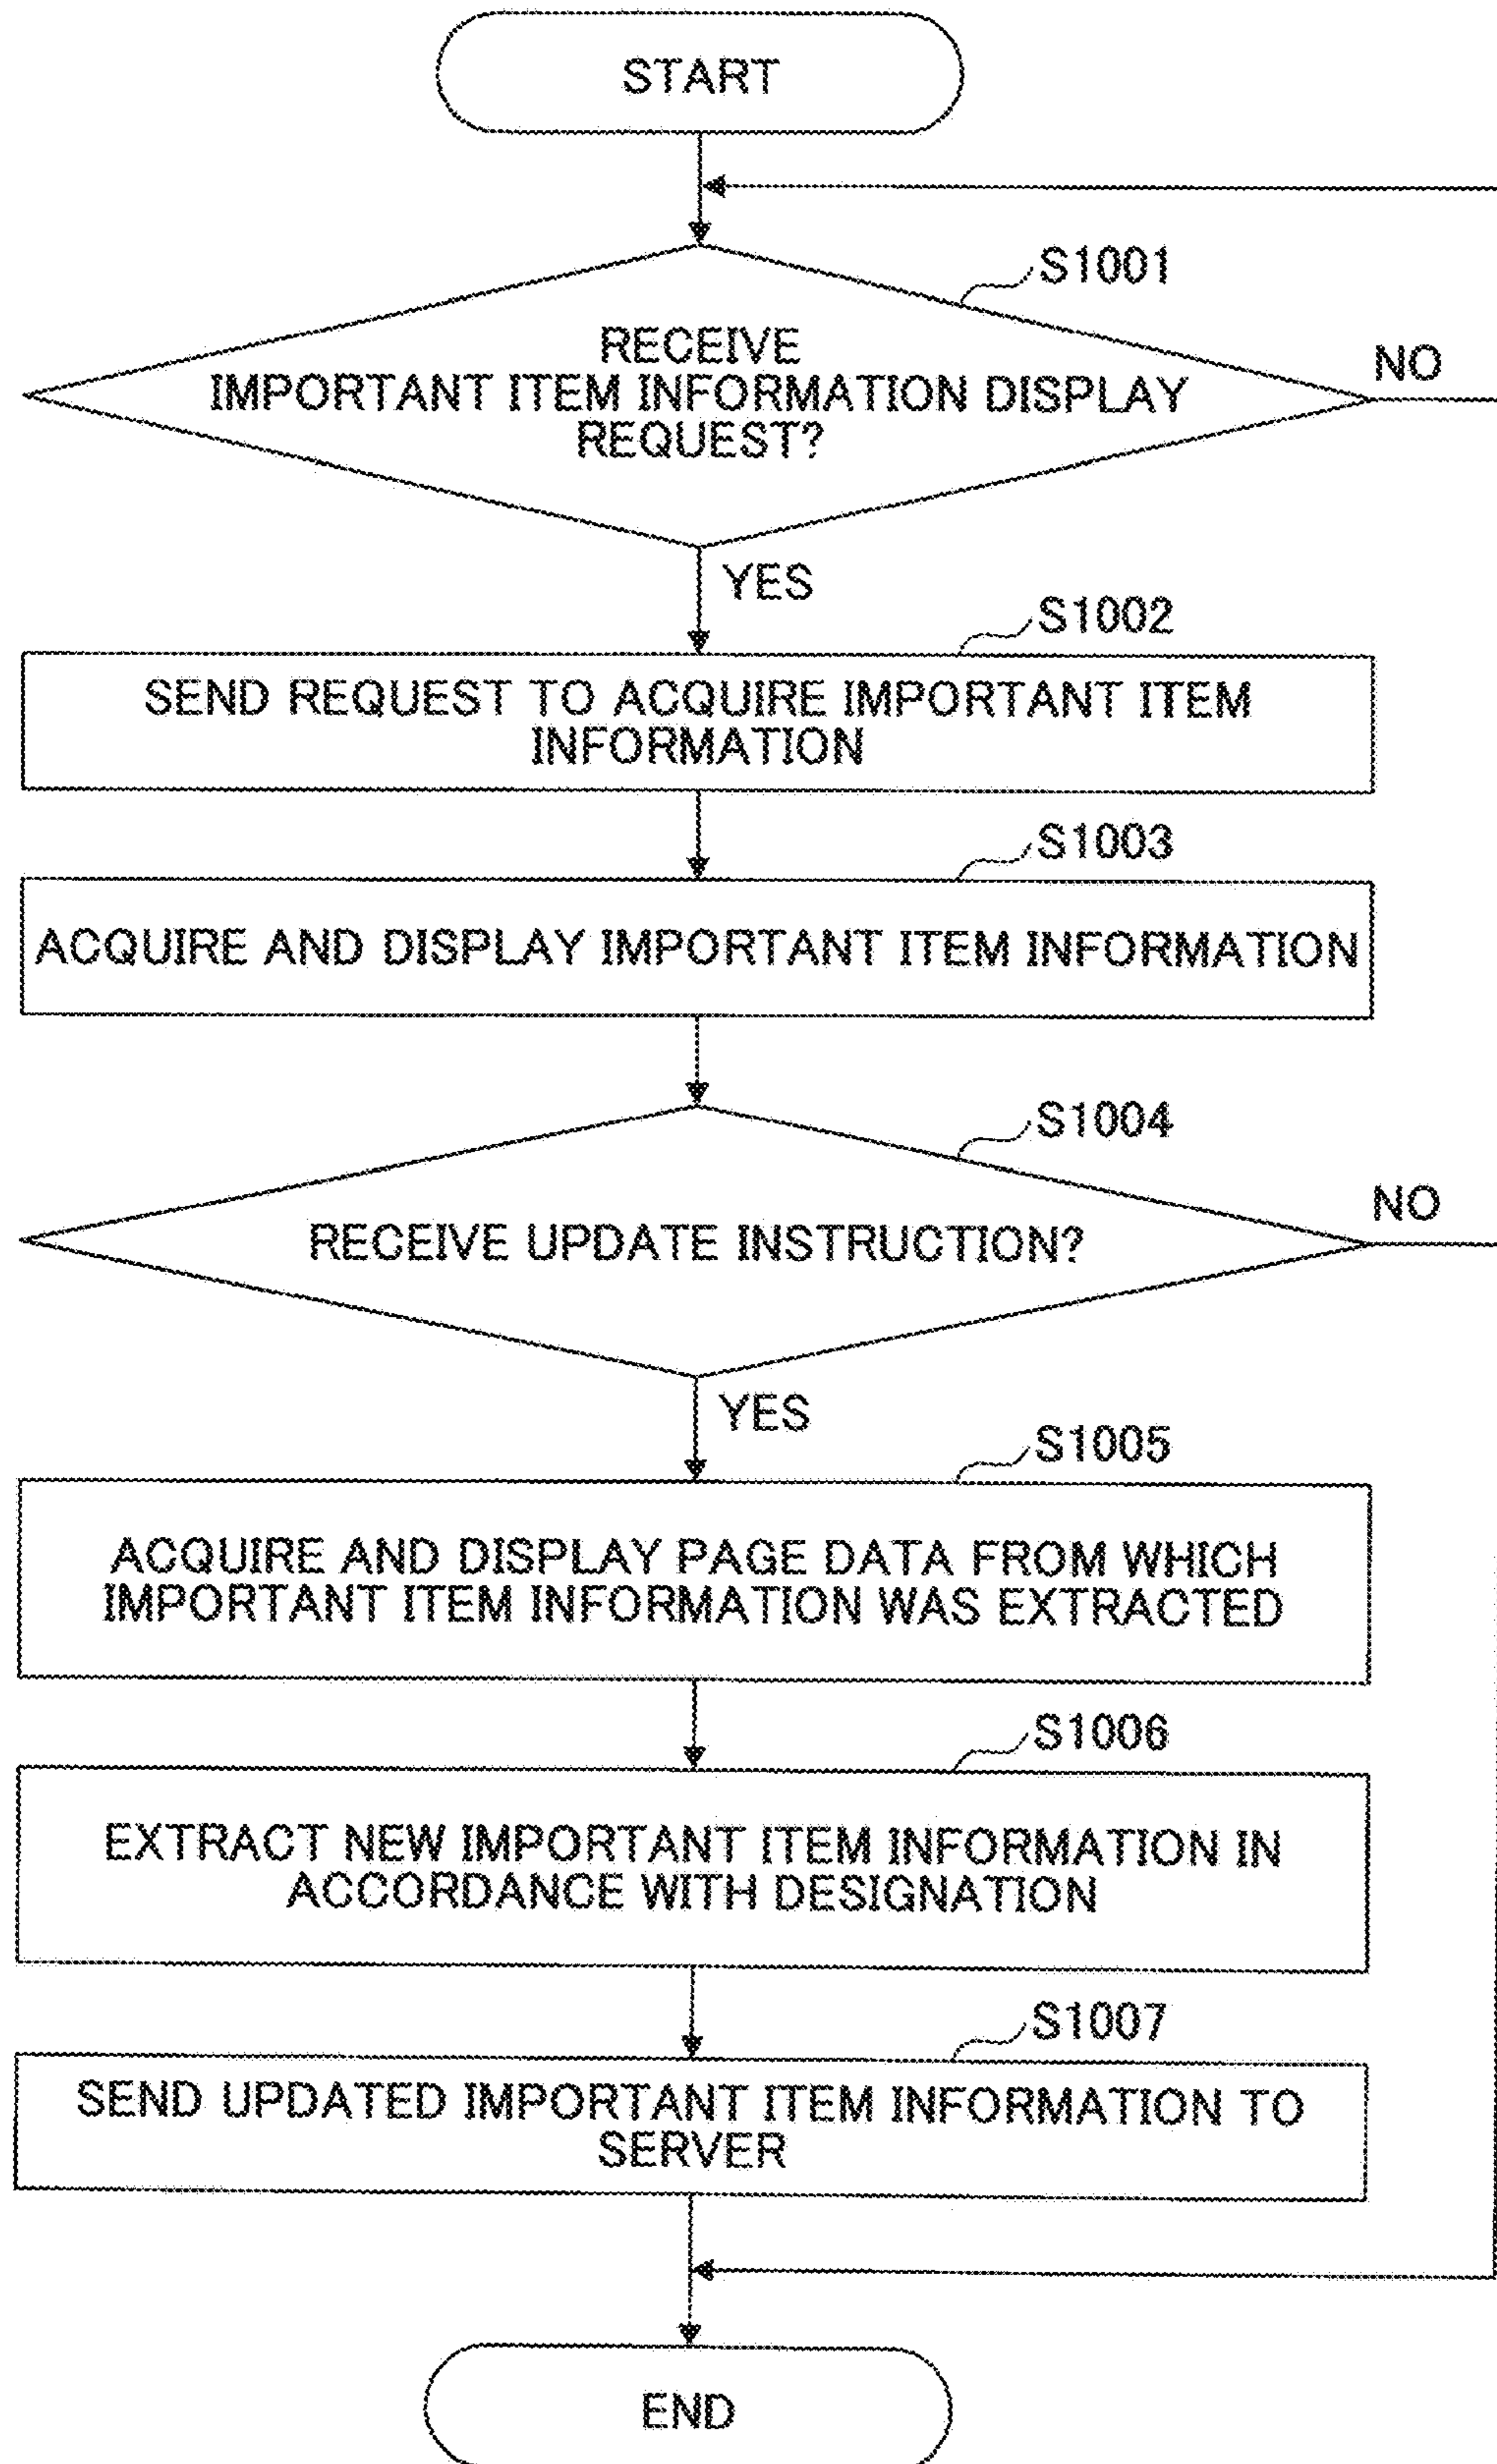 START
S1001
RECEIVE
IMPORTANT ITEM INFORMATION DISPLAY
REQUEST?
NO
YES
S1002
SEND REQUEST TO ACQUIRE IMPORTANT ITEM
INFORMATION
S1003
ACQUIRE AND DISPLAY IMPORTANT ITEM INFORMATION
S1004
RECEIVE UPDATE INSTRUCTION?
NO
YES
S1005
ACQUIRE AND DISPLAY PAGE DATA FROM WHICH
IMPORTANT ITEM INFORMATION WAS EXTRACTED
S1006
EXTRACT NEW IMPORTANT ITEM INFORMATION IN
ACCORDANCE WITH DESIGNATION
S1007
SEND UPDATED IMPORTANT ITEM INFORMATION TO
SERVER
END